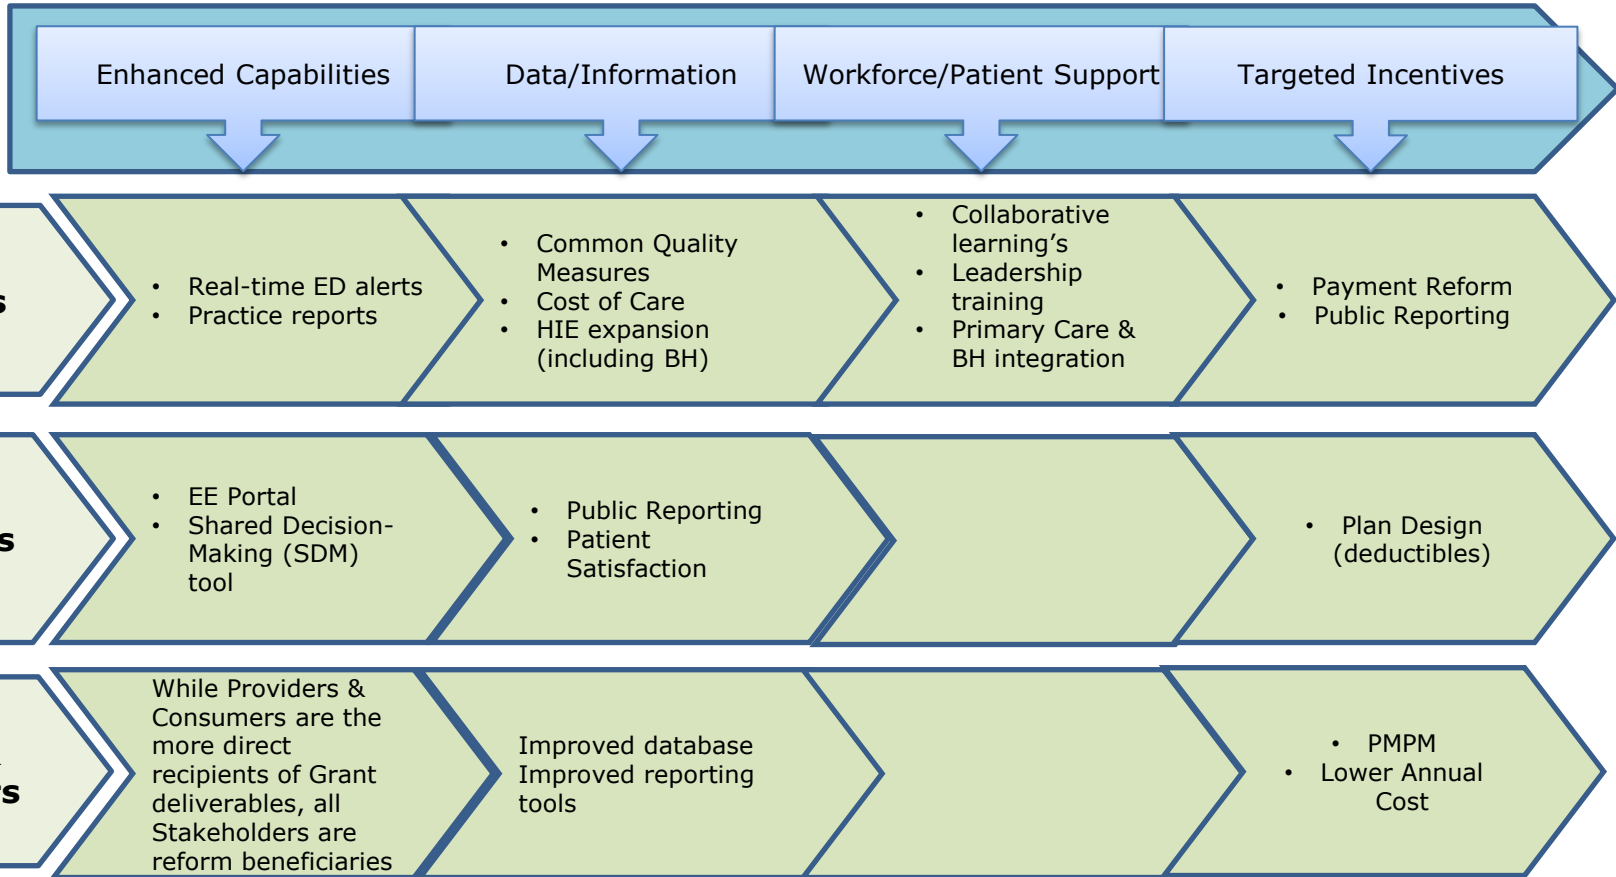 Enhanced Capabilities
Data/Information
Workforce/Patient Support
Targeted Incentives
• Real-time ED alerts
• Practice reports
• Common Quality
Measures
• Cost of Care
• HIE expansion
(including BH)
• Collaborative
learning’s
• Leadership
training
• Primary Care &
BH integration
• Payment Reform
• Public Reporting
• EE Portal
• Shared Decision-
Making (SDM)
tool
• Public Reporting
• Patient
Satisfaction
• Plan Design
(deductibles)
While Providers &
Consumers are the
more direct
recipients of Grant
deliverables, all
Stakeholders are
reform beneficiaries
Improved database
Improved reporting
tools
• PMPM
• Lower Annual
Cost